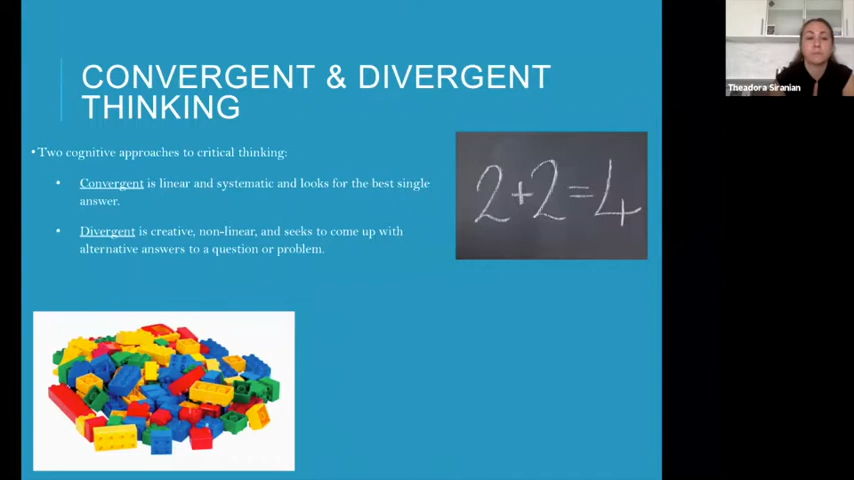 CONVERGENT & DIVERGENT
THINKING
• Two cognitive approaches to critical thinking:
• Convergent is linear and systematic and looks for the best single
answer.
• Divergent is creative, non-linear, and seeks to come up with
alternative answers to a question or problem.
2+2=4
Theadora Siranian